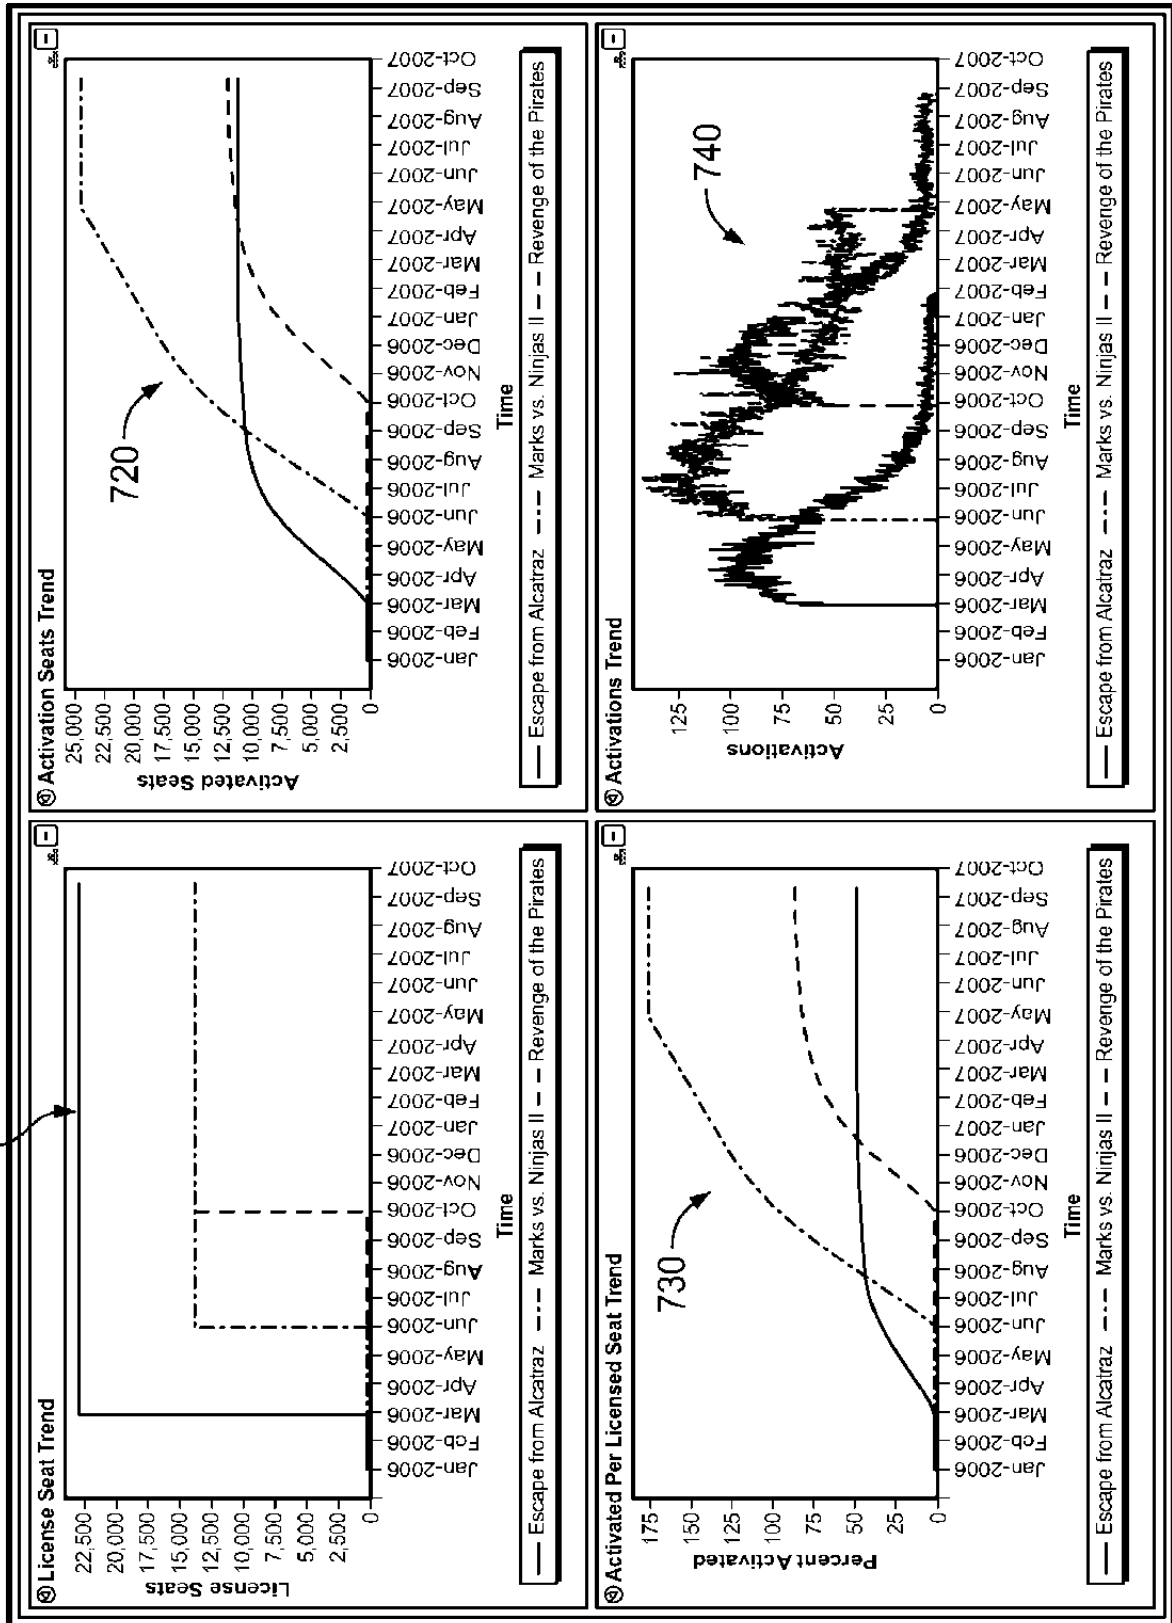 License Seat Trend
License Seats
22,500
20,000
17,500
15,000
12,500
10,000
7,500
5,000
2,500
0
Jan-2006
Feb-2006
Mar-2006
Apr-2006
May-2006
Jun-2006
Jul-2006
Aug-2006
Sep-2006
Oct-2006
Nov-2006
Dec-2006
Jan-2007
Feb-2007
Mar-2007
Apr-2007
May-2007
Jun-2007
Jul-2007
Aug-2007
Sep-2007
Oct-2007
Time
Escape from Alcatraz Marks vs. Ninjas II Revenge of the Pirates
Activation Seats Trend
Activated Seats
25,000
22,500
20,000
17,500
15,000
12,500
10,000
7,500
5,000
2,500
0
720
Jan-2006
Feb-2006
Mar-2006
Apr-2006
May-2006
Jun-2006
Jul-2006
Aug-2006
Sep-2006
Oct-2006
Nov-2006
Dec-2006
Jan-2007
Feb-2007
Mar-2007
Apr-2007
May-2007
Jun-2007
Jul-2007
Aug-2007
Sep-2007
Oct-2007
Time
Escape from Alcatraz Marks vs. Ninjas II Revenge of the Pirates
Activated Per Licensed Seat Trend
Percent Activated
175
150
125
100
75
50
25
0
730
Jan-2006
Feb-2006
Mar-2006
Apr-2006
May-2006
Jun-2006
Jul-2006
Aug-2006
Sep-2006
Oct-2006
Nov-2006
Dec-2006
Jan-2007
Feb-2007
Mar-2007
Apr-2007
May-2007
Jun-2007
Jul-2007
Aug-2007
Sep-2007
Oct-2007
Time
Escape from Alcatraz Marks vs. Ninjas II Revenge of the Pirates
Activations Trend
Activations
125
100
75
50
25
0
740
Jan-2006
Feb-2006
Mar-2006
Apr-2006
May-2006
Jun-2006
Jul-2006
Aug-2006
Sep-2006
Oct-2006
Nov-2006
Dec-2006
Jan-2007
Feb-2007
Mar-2007
Apr-2007
May-2007
Jun-2007
Jul-2007
Aug-2007
Sep-2007
Oct-2007
Time
Escape from Alcatraz Marks vs. Ninjas II Revenge of the Pirates